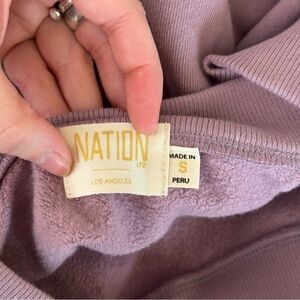 NATION
LTD
LOS ANGELES
MADE IN
S
PERU